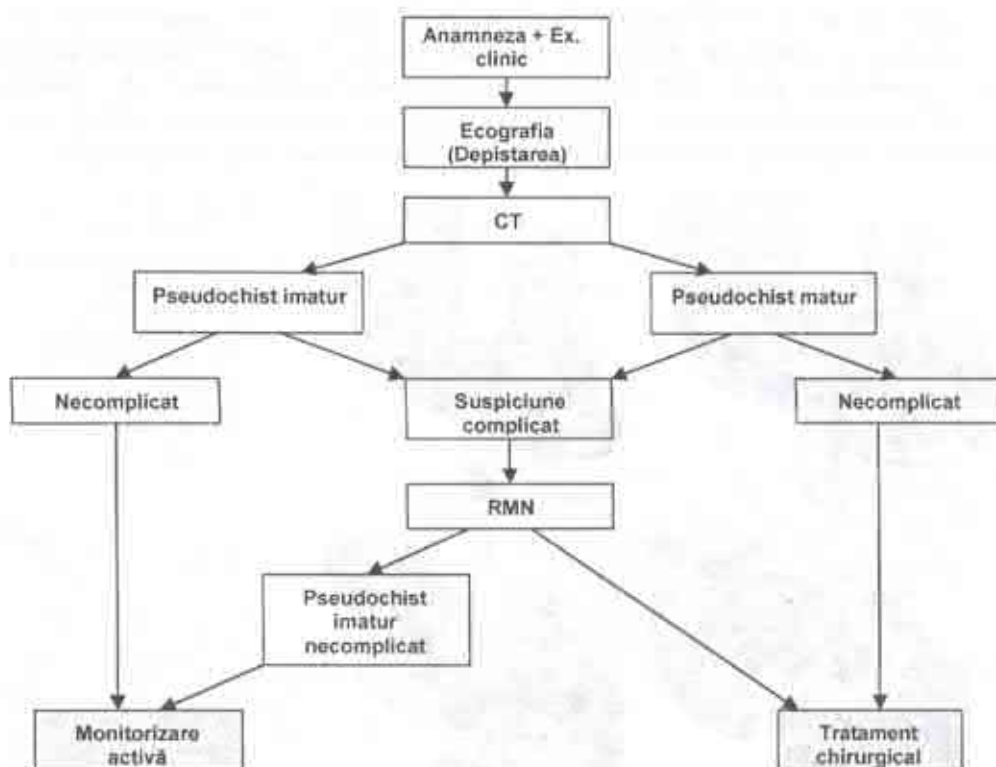 Anamneza + Ex.
clinic
Ecografia
(Depistarea)
CT
Pseudochist imatur
Pseudochist matur
Necomplicat
Suspiciune
complicat
Necomplicat
RMN
Pseudochist
imatur
necomplicat
Monitorizare
activă
Tratament
chirurgical